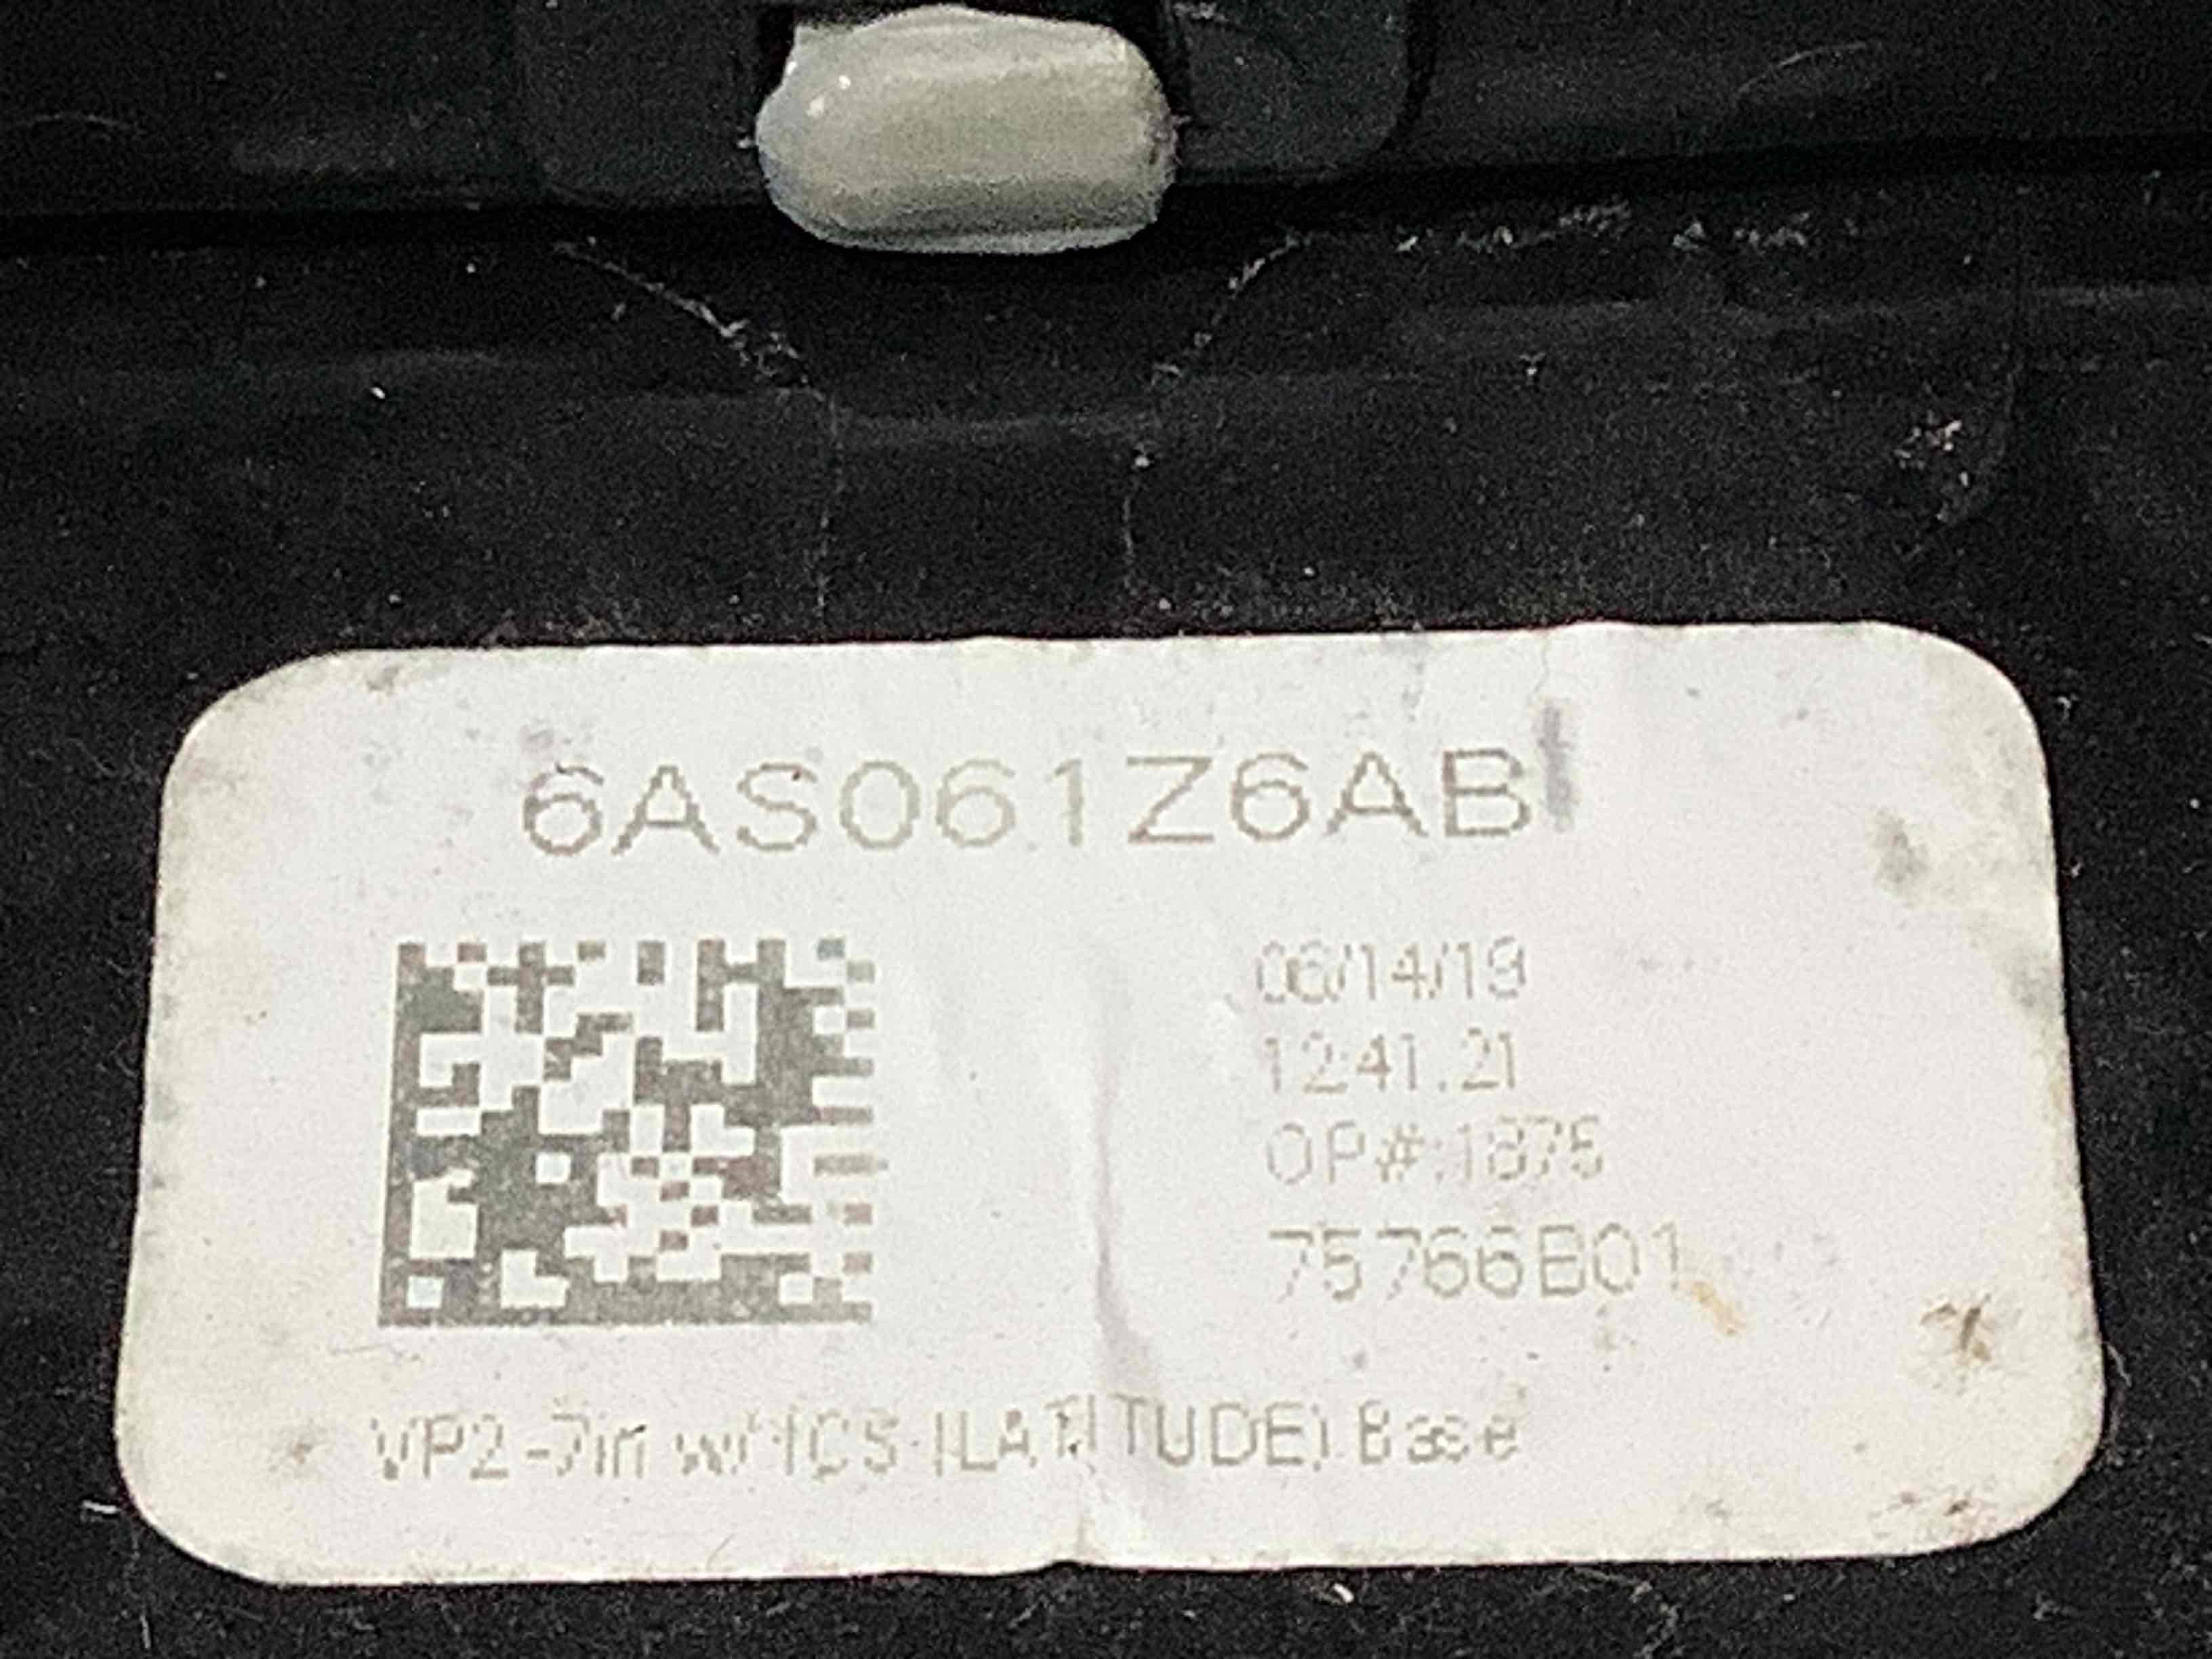 6AS061Z6AB
06/14/19
12:41.21
OP#:1875
75766B01
VP2-7in w/ ICS (LATITUDE) Base